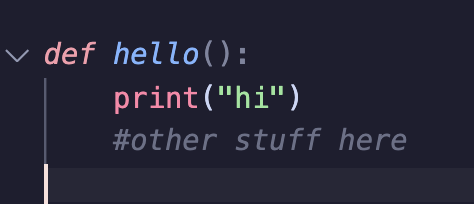 def hello():
    print("hi")
    #other stuff here